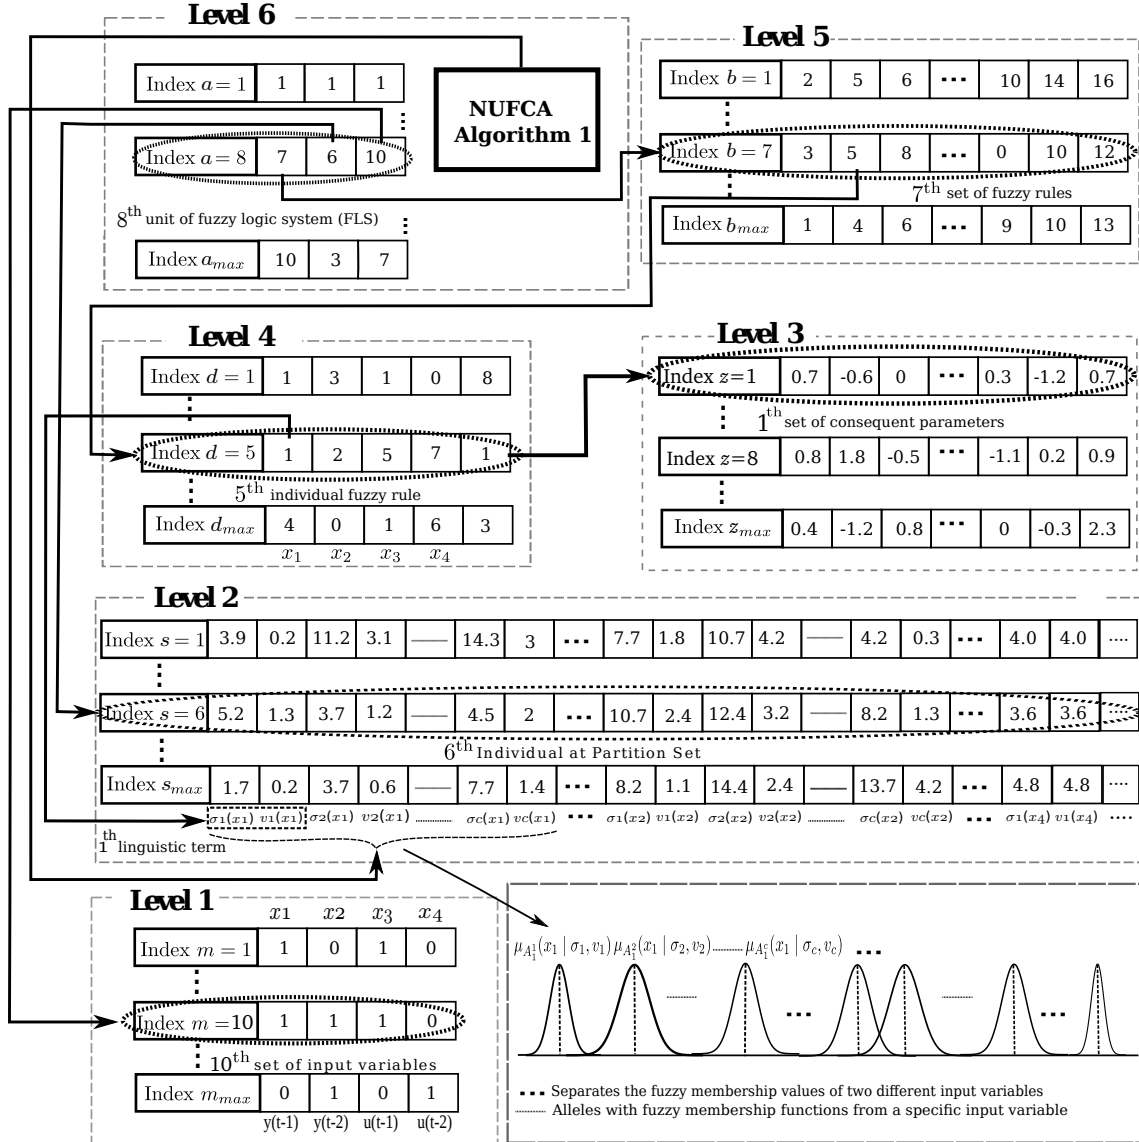 Level 6
Index a = 1 1 1 1
NUFCA
Algorithm 1
Index a = 8 7 6 10
8th unit of fuzzy logic system (FLS)
Index amax 10 3 7
Level 5
Index b = 1 2 5 6 ... 10 14 16
Index b = 7 3 5 8 ... 0 10 12
7th set of fuzzy rules
Index bmax 1 4 6 ... 9 10 13
Level 4
Index d = 1 1 3 1 0 8
Index d = 5 1 2 5 7 1
5th individual fuzzy rule
Index dmax 4 0 1 6 3
x1 x2 x3 x4
Level 3
Index z=1 0.7 -0.6 0 ... 0.3 -1.2 0.7
1th set of consequent parameters
Index z=8 0.8 1.8 -0.5 ... -1.1 0.2 0.9
Index zmax 0.4 -1.2 0.8 ... 0 -0.3 2.3
Level 2
Index s = 1 3.9 0.2 11.2 3.1 —— 14.3 3 ... 7.7 1.8 10.7 4.2 —— 4.2 0.3 ... 4.0 4.0 ....
Index s = 6 5.2 1.3 3.7 1.2 —— 4.5 2 ... 10.7 2.4 12.4 3.2 —— 8.2 1.3 ... 3.6 3.6 ....
6th Individual at Partition Set
Index smax 1.7 0.2 3.7 0.6 —— 7.7 1.4 ... 8.2 1.1 14.4 2.4 —— 13.7 4.2 ... 4.8 4.8 ....
σ1(x1) v1(x1) σ2(x1) v2(x1) ........ σc(x1) vc(x1) ... σ1(x2) v1(x2) σ2(x2) v2(x2) ........ σc(x2) vc(x2) ... σ1(x4) v1(x4) ....
1th linguistic term
Level 1
x1 x2 x3 x4
Index m = 1 1 0 1 0
Index m =10 1 1 1 0
10th set of input variables
Index mmax 0 1 0 1
y(t-1) y(t-2) u(t-1) u(t-2)
μA11(x1 | σ1, v1) μA12(x1 | σ2, v2) ........ μA1c(x1 | σc, vc) ...
... Separates the fuzzy membership values of two different input variables
........ Alleles with fuzzy membership functions from a specific input variable